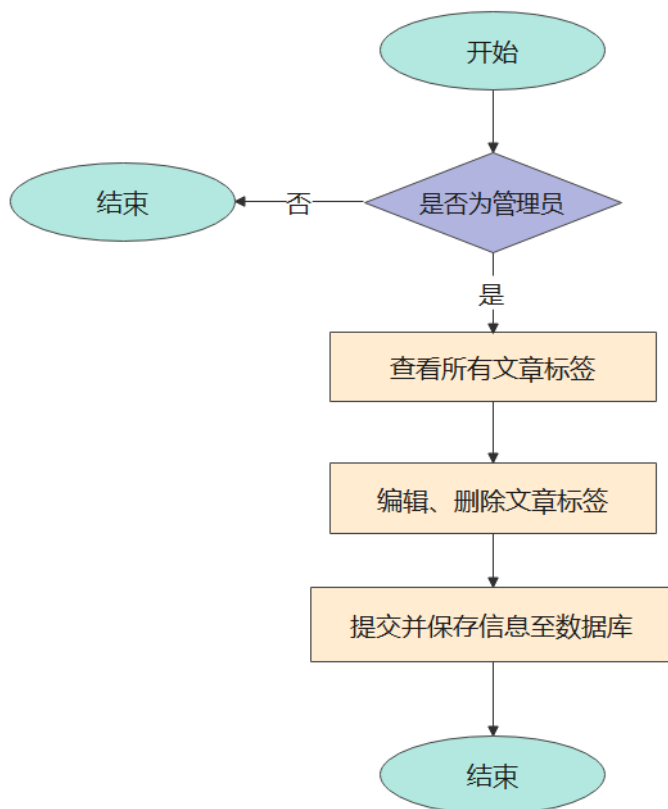 开始
结束
否
是否为管理员
是
查看所有文章标签
编辑、删除文章标签
提交并保存信息至数据库
结束